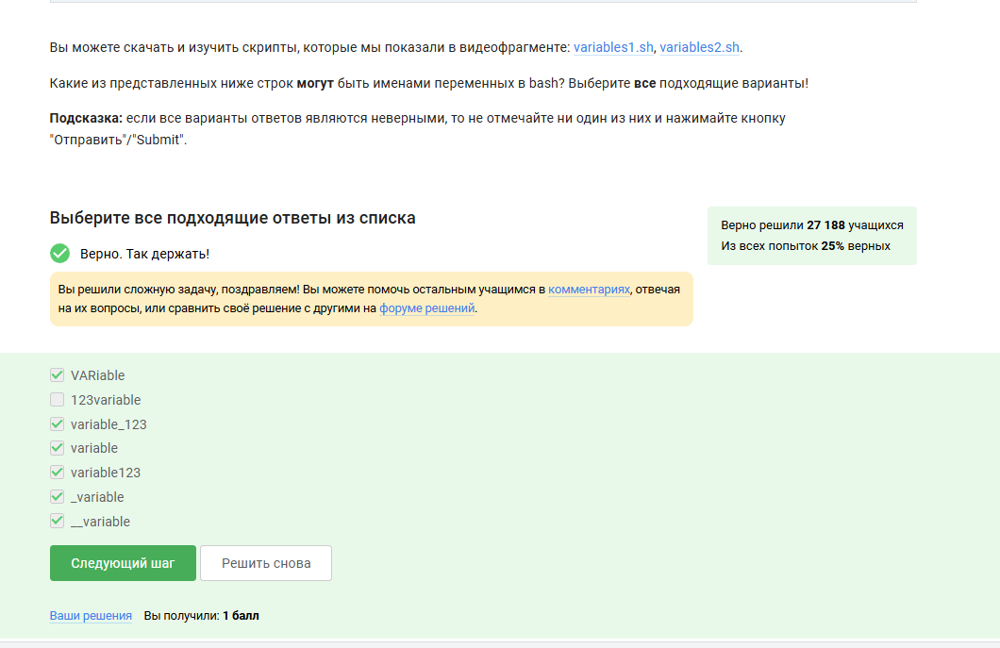 Вы можете скачать и изучить скрипты, которые мы показали в видеофрагменте: variables1.sh, variables2.sh.
Какие из представленных ниже строк могут быть именами переменных в bash? Выберите все подходящие варианты!
Подсказка: если все варианты ответов являются неверными, то не отмечайте ни один из них и нажимайте кнопку
"Отправить"/"Submit".
Выберите все подходящие ответы из списка
Верно. Так держать!
Вы решили сложную задачу, поздравляем! Вы можете помочь остальным учащимся в комментариях, отвечая
на их вопросы, или сравнить своё решение с другими на форуме решений.
Верно решили 27 188 учащихся
Из всех попыток 25% верных
VARiable
123variable
variable_123
variable
variable123
_variable
__variable
Следующий шаг
Решить снова
Ваши решения Вы получили: 1 балл